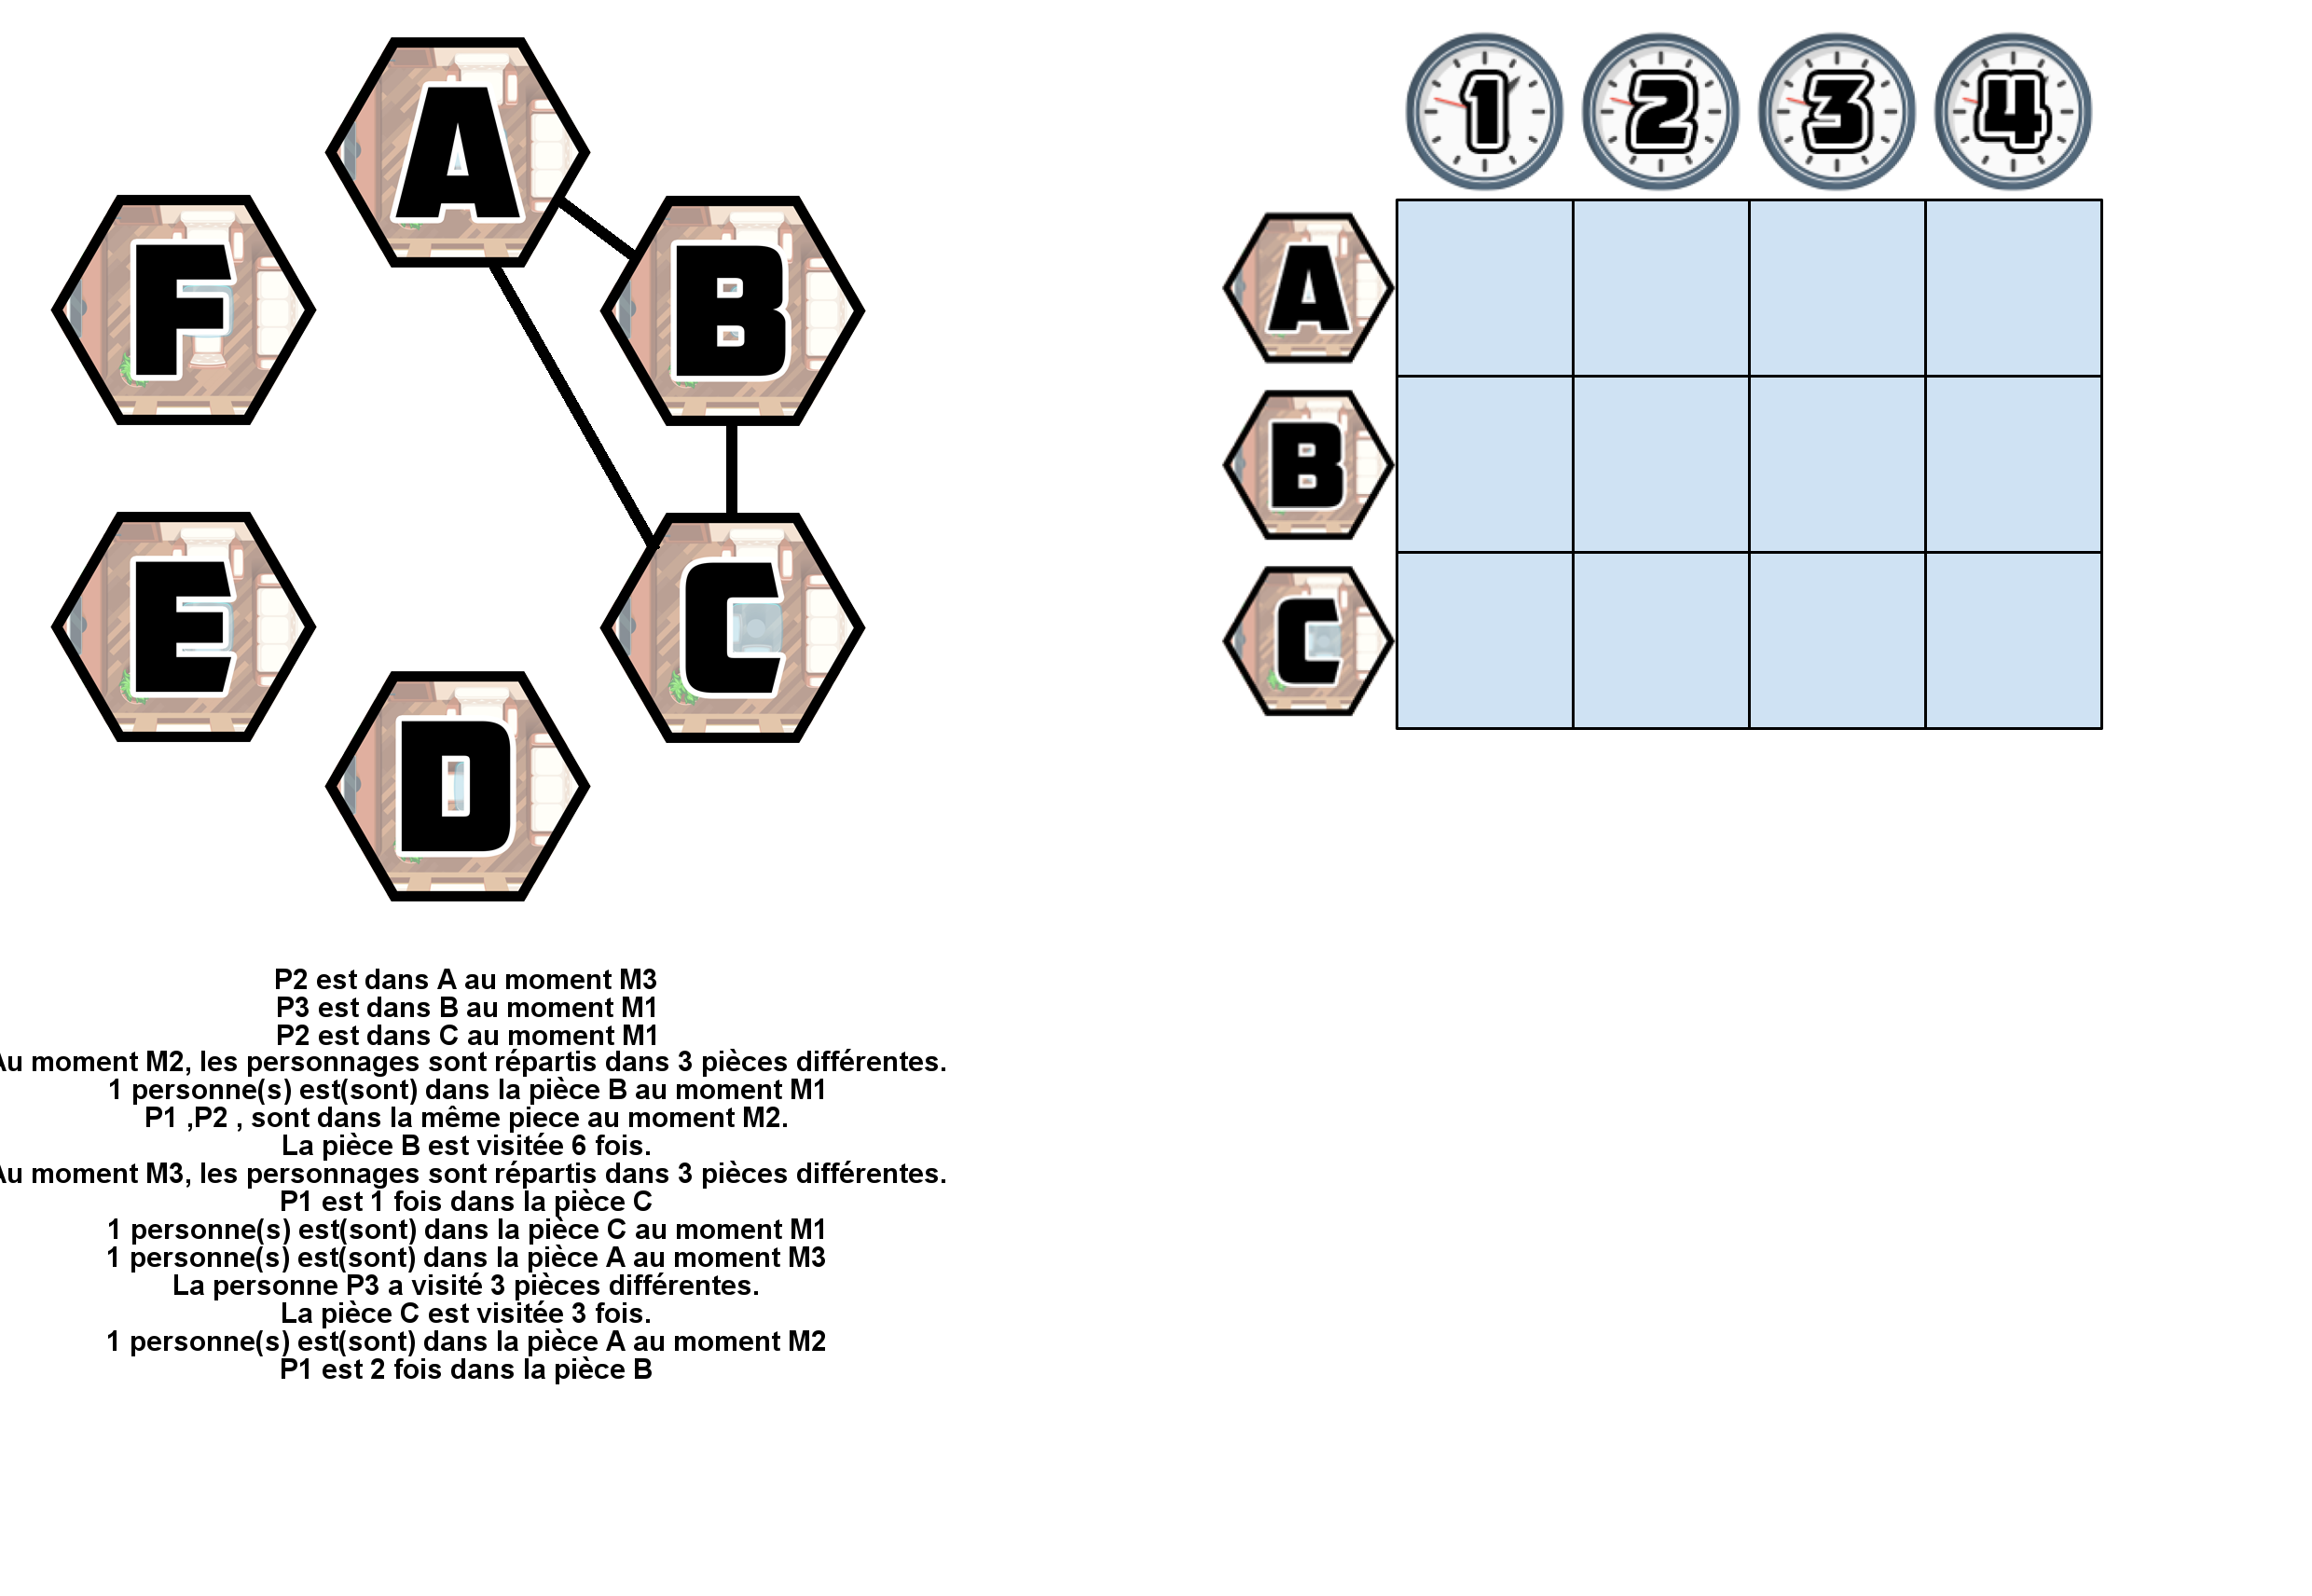 A
B
C
D
E
F
1 2 3 4
A
B
C
P2 est dans A au moment M3
P3 est dans B au moment M1
P2 est dans C au moment M1
Au moment M2, les personnages sont répartis dans 3 pièces différentes.
1 personne(s) est(sont) dans la pièce B au moment M1
P1 ,P2 , sont dans la même piece au moment M2.
La pièce B est visitée 6 fois.
Au moment M3, les personnages sont répartis dans 3 pièces différentes.
P1 est 1 fois dans la pièce C
1 personne(s) est(sont) dans la pièce C au moment M1
1 personne(s) est(sont) dans la pièce A au moment M3
La personne P3 a visité 3 pièces différentes.
La pièce C est visitée 3 fois.
1 personne(s) est(sont) dans la pièce A au moment M2
P1 est 2 fois dans la pièce B